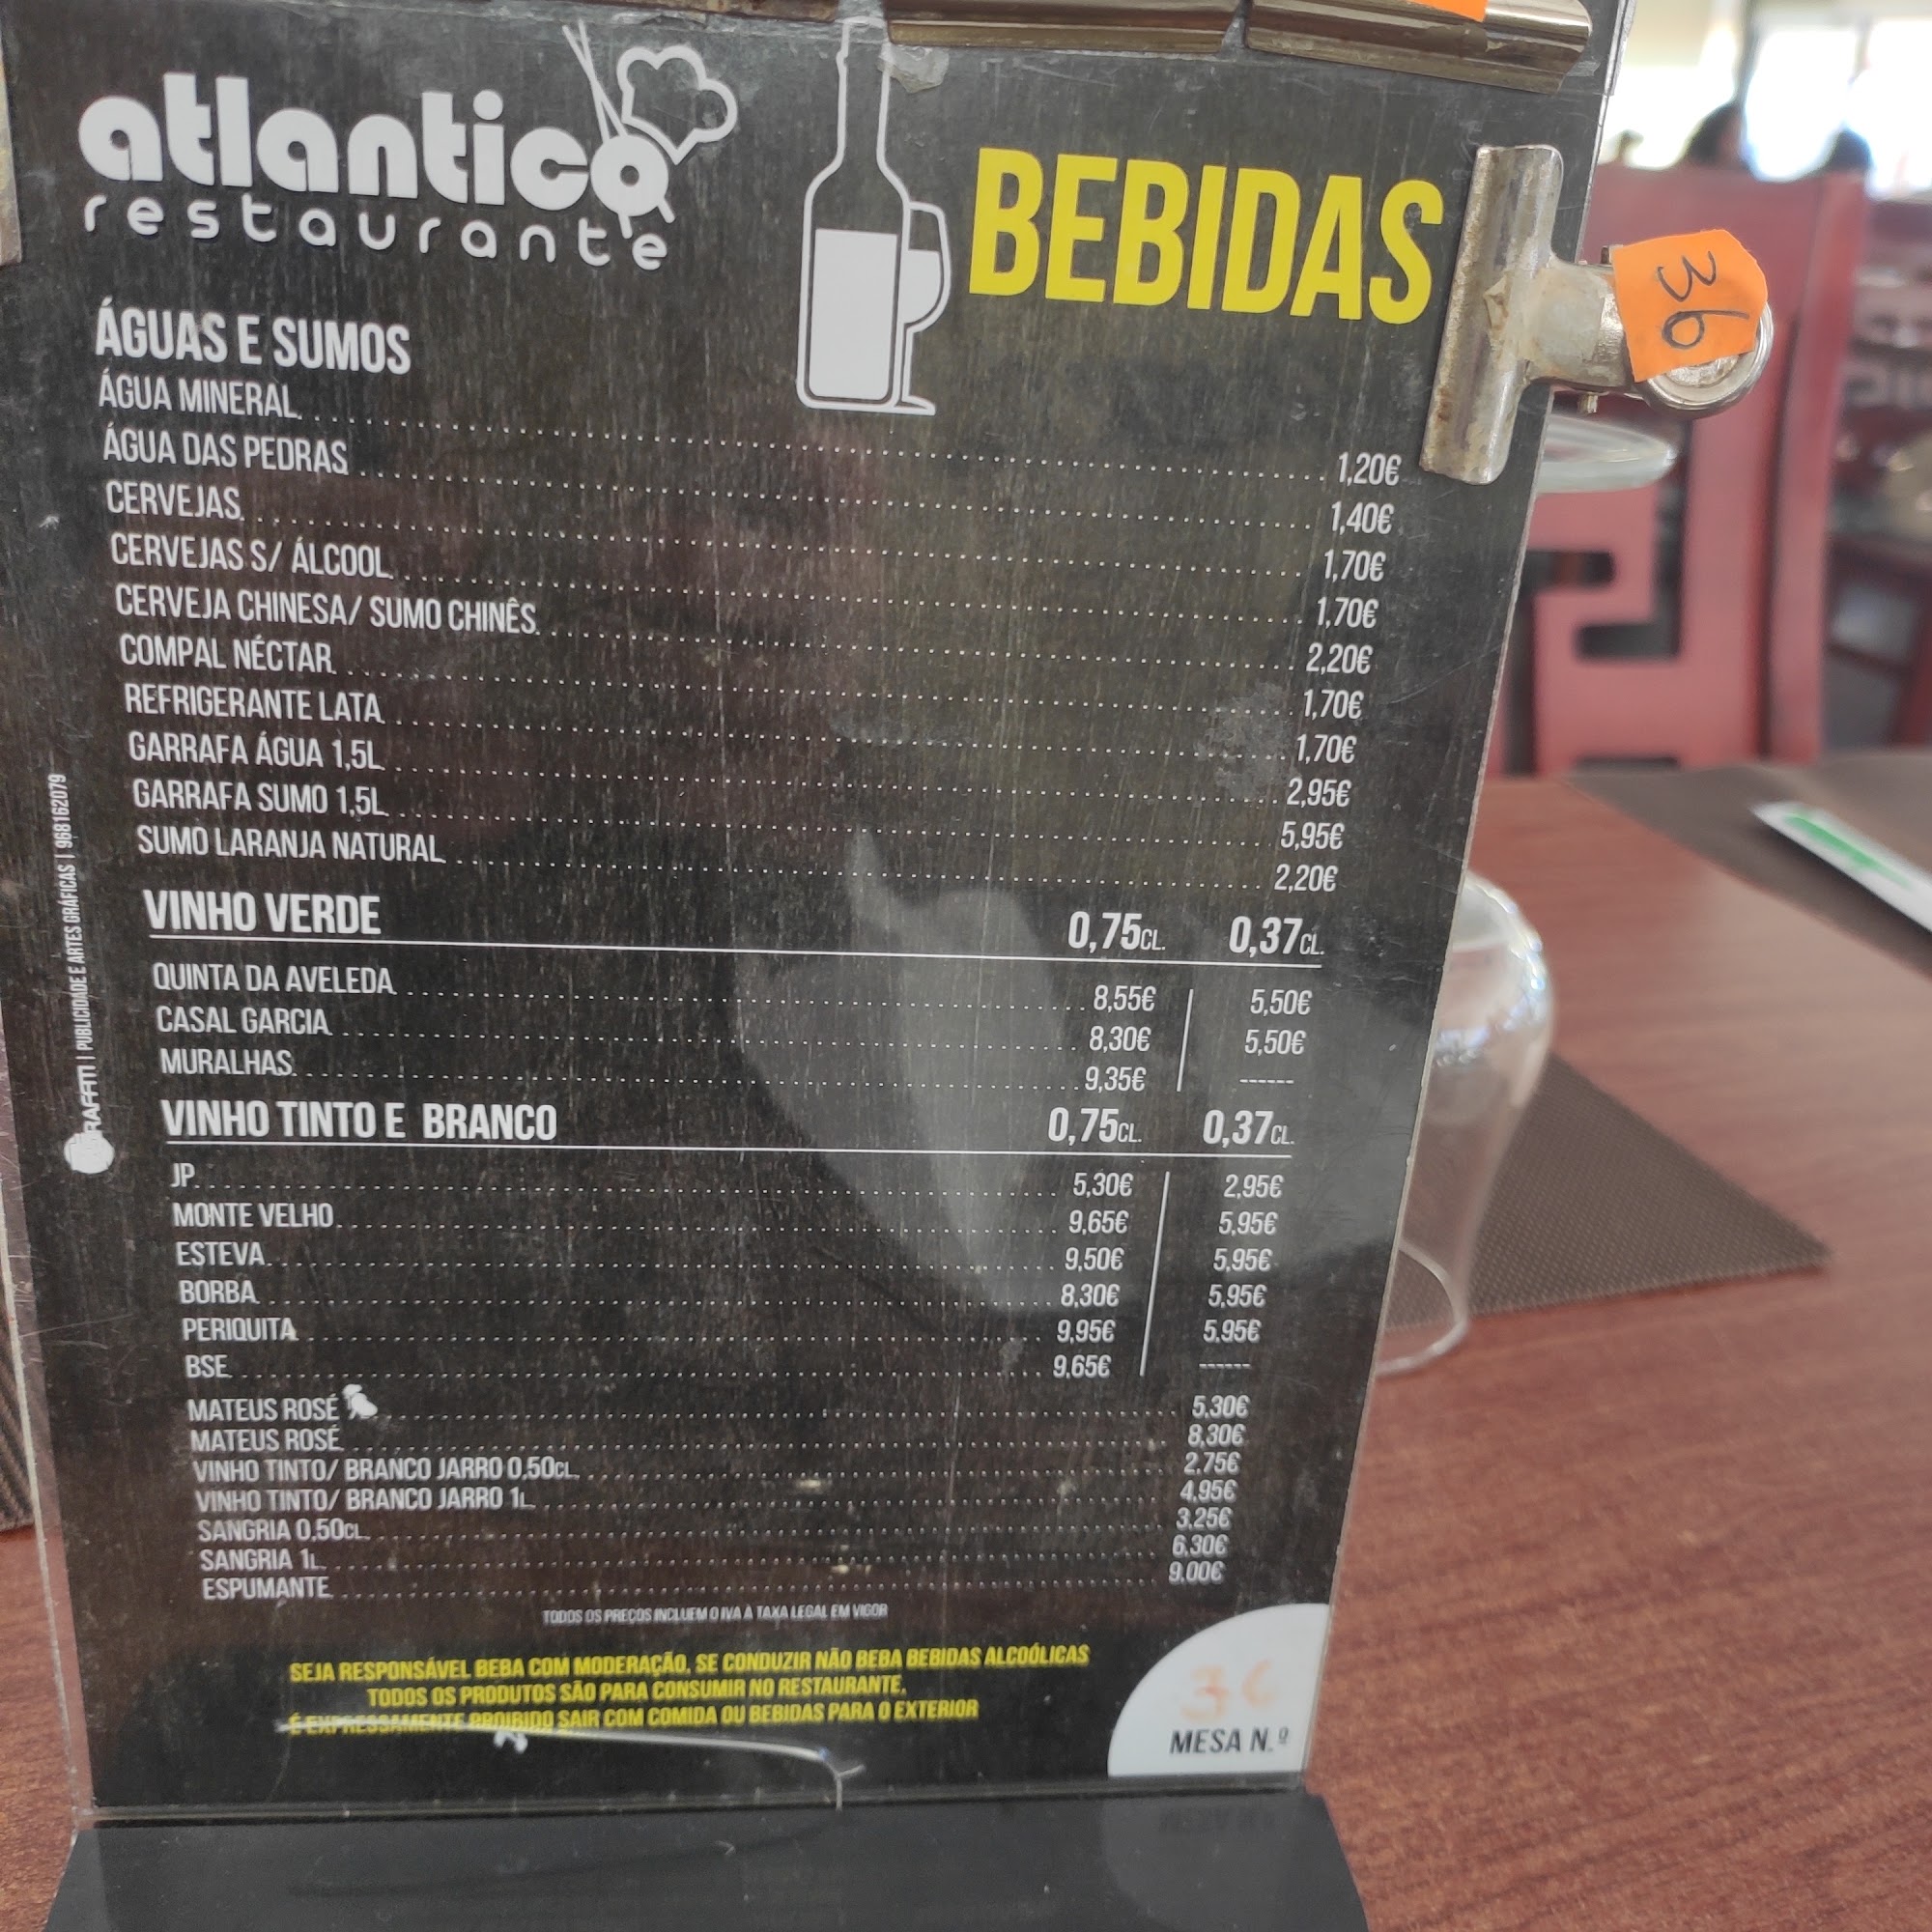 atlantico
restaurante
BEBIDAS
36
ÁGUAS E SUMOS
ÁGUA MINERAL 1,20€
ÁGUA DAS PEDRAS 1,40€
CERVEJAS 1,70€
CERVEJAS S/ ÁLCOOL 1,70€
CERVEJA CHINESA/ SUMO CHINÊS 2,20€
COMPAL NÉCTAR 1,70€
REFRIGERANTE LATA 1,70€
GARRAFA ÁGUA 1,5L 2,95€
GARRAFA SUMO 1,5L 5,95€
SUMO LARANJA NATURAL 2,20€
VINHO VERDE 0,75CL. 0,37CL.
QUINTA DA AVELEDA 8,55€ 5,50€
CASAL GARCIA 8,30€ 5,50€
MURALHAS 9,35€ ------
VINHO TINTO E BRANCO 0,75CL. 0,37CL.
JP 5,30€ 2,95€
MONTE VELHO 9,65€ 5,95€
ESTEVA 9,50€ 5,95€
BORBA 8,30€ 5,95€
PERIQUITA 9,95€ 5,95€
BSE 9,65€ ------
MATEUS ROSÉ 5,30€
MATEUS ROSÉ 8,30€
VINHO TINTO/ BRANCO JARRO 0,50CL 2,75€
VINHO TINTO/ BRANCO JARRO 1L 4,95€
SANGRIA 0,50CL 3,25€
SANGRIA 1L 6,30€
ESPUMANTE 9,00€
TODOS OS PREÇOS INCLUEM O IVA À TAXA LEGAL EM VIGOR
SEJA RESPONSÁVEL BEBA COM MODERAÇÃO, SE CONDUZIR NÃO BEBA BEBIDAS ALCOÓLICAS
TODOS OS PRODUTOS SÃO PARA CONSUMIR NO RESTAURANTE,
É EXPRESSAMENTE PROIBIDO SAIR COM COMIDA OU BEBIDAS PARA O EXTERIOR
36
MESA N.º
GRAFFITI | PUBLICIDADE E ARTES GRÁFICAS | 968162079